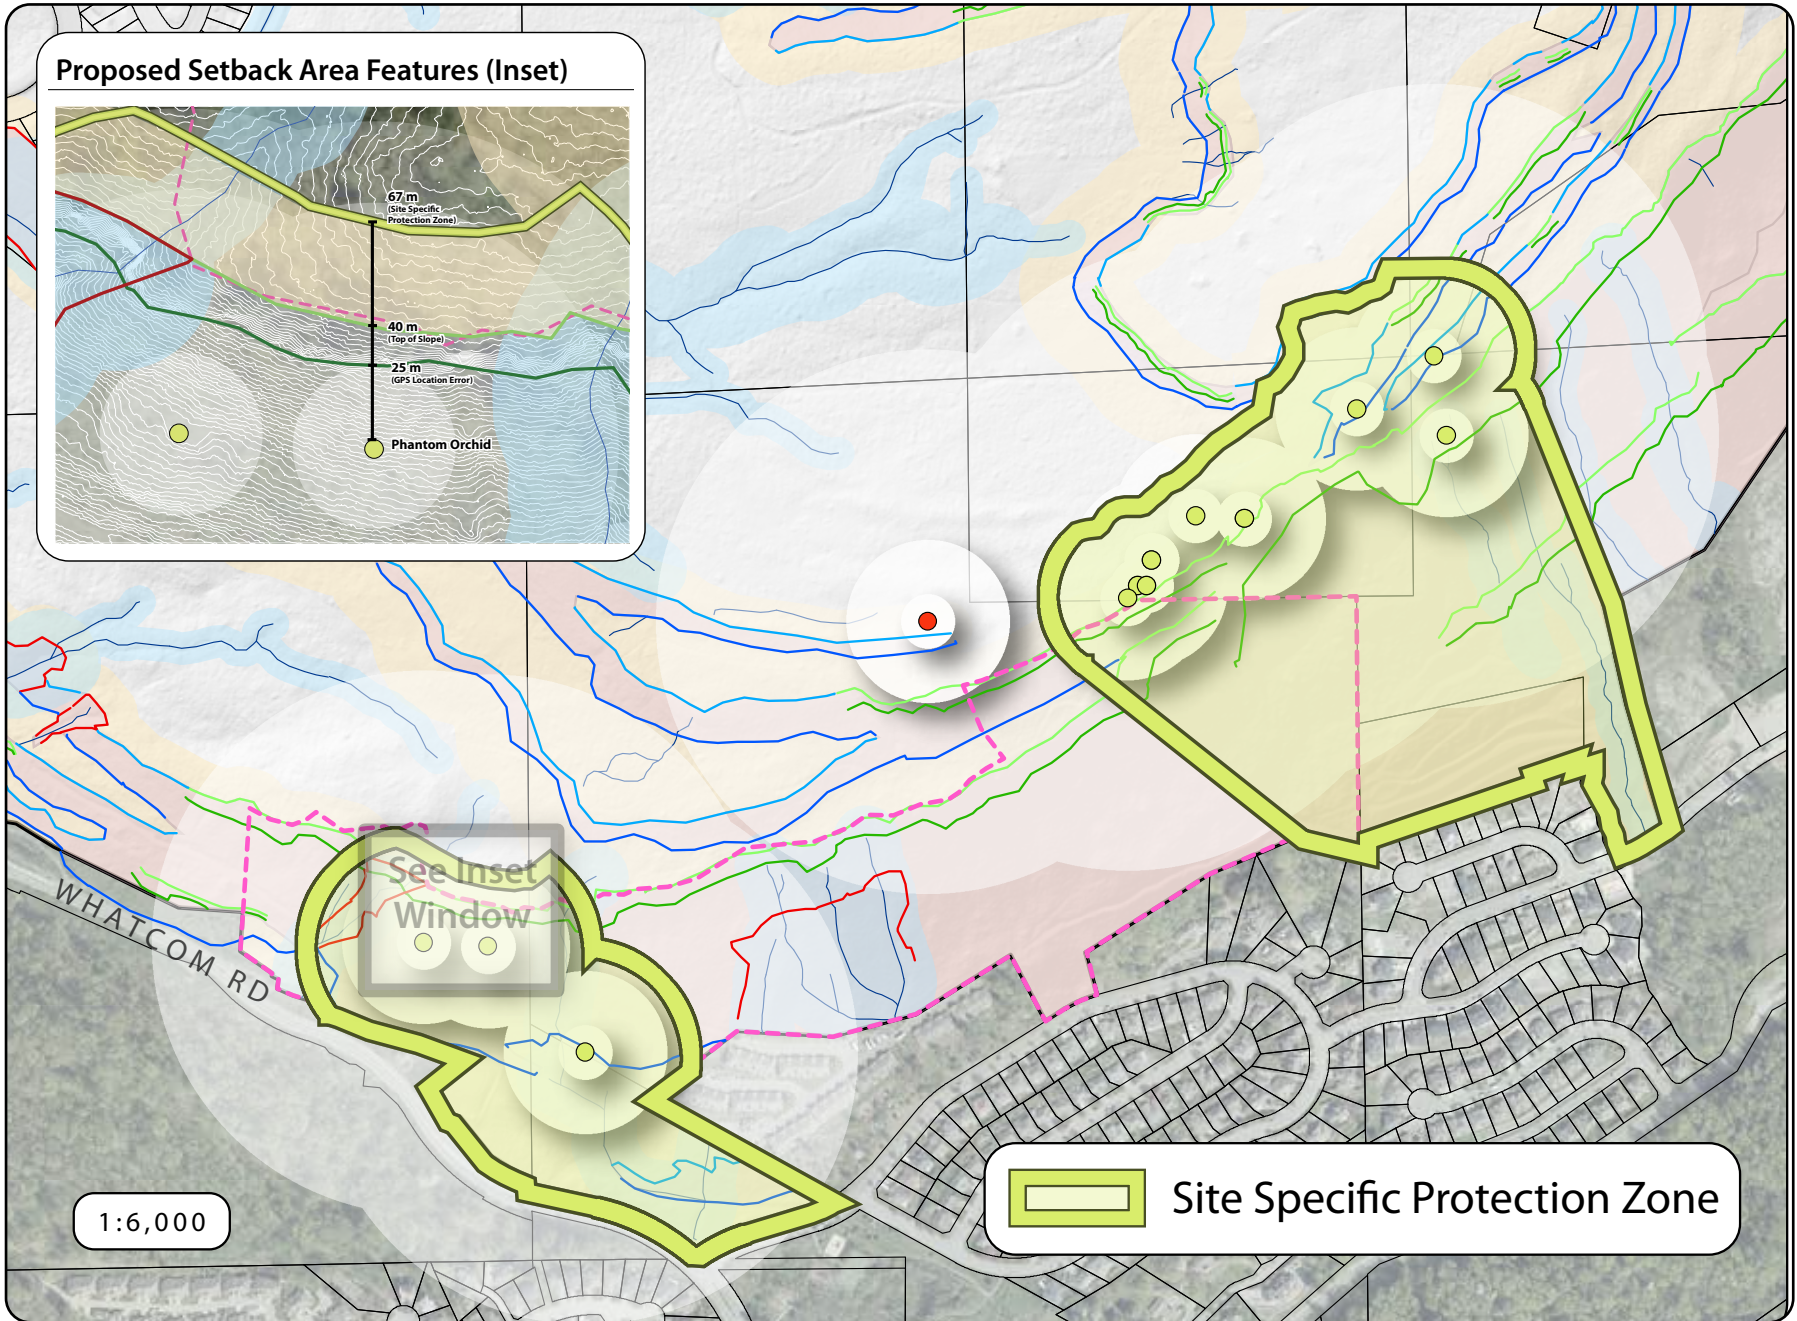 Proposed Setback Area Features (Inset)
67 m
(Site Specific
Protection Zone)
40 m
(Top of Slope)
25 m
(GPS Location Error)
Phantom Orchid
See Inset
Window
WHATCOM RD
1:6,000
Site Specific Protection Zone